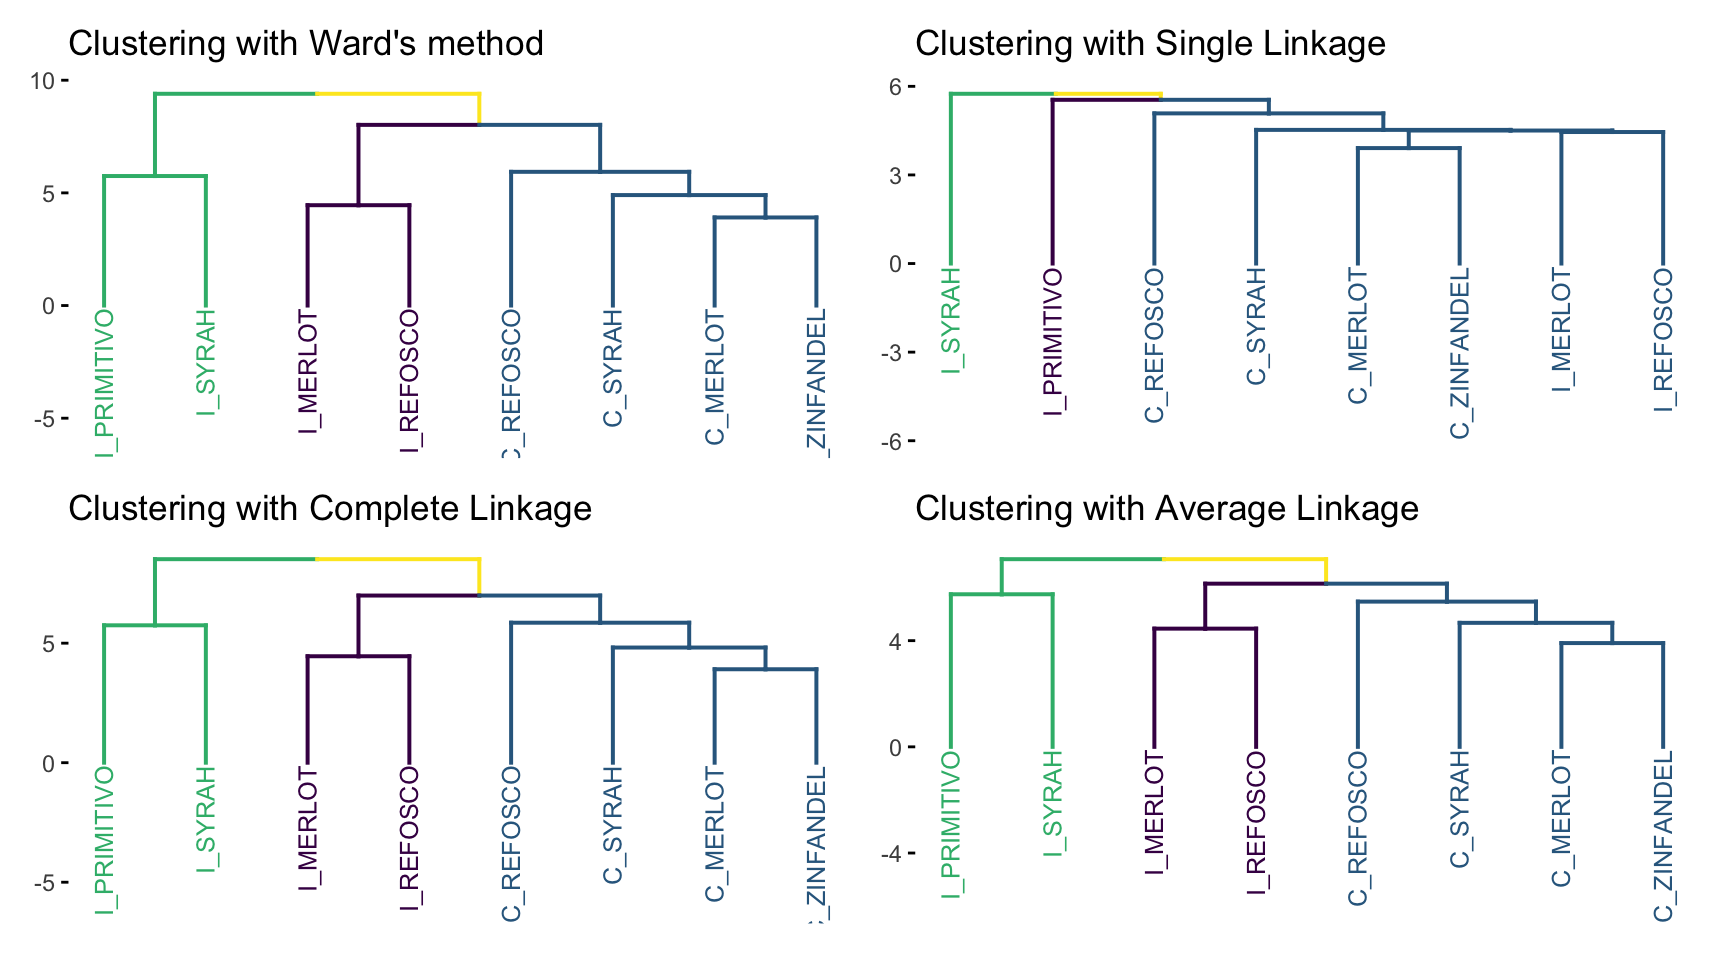 Clustering with Ward's method
10
5
0
-5
I_PRIMITIVO
I_SYRAH
I_MERLOT
I_REFOSCO
C_REFOSCO
C_SYRAH
C_MERLOT
_ZINFANDEL
Clustering with Single Linkage
6
3
0
-3
-6
I_SYRAH
I_PRIMITIVO
C_REFOSCO
C_SYRAH
C_MERLOT
C_ZINFANDEL
I_MERLOT
I_REFOSCO
Clustering with Complete Linkage
5
0
-5
I_PRIMITIVO
I_SYRAH
I_MERLOT
I_REFOSCO
C_REFOSCO
C_SYRAH
C_MERLOT
C_ZINFANDEL
Clustering with Average Linkage
4
0
-4
I_PRIMITIVO
I_SYRAH
I_MERLOT
I_REFOSCO
C_REFOSCO
C_SYRAH
C_MERLOT
C_ZINFANDEL